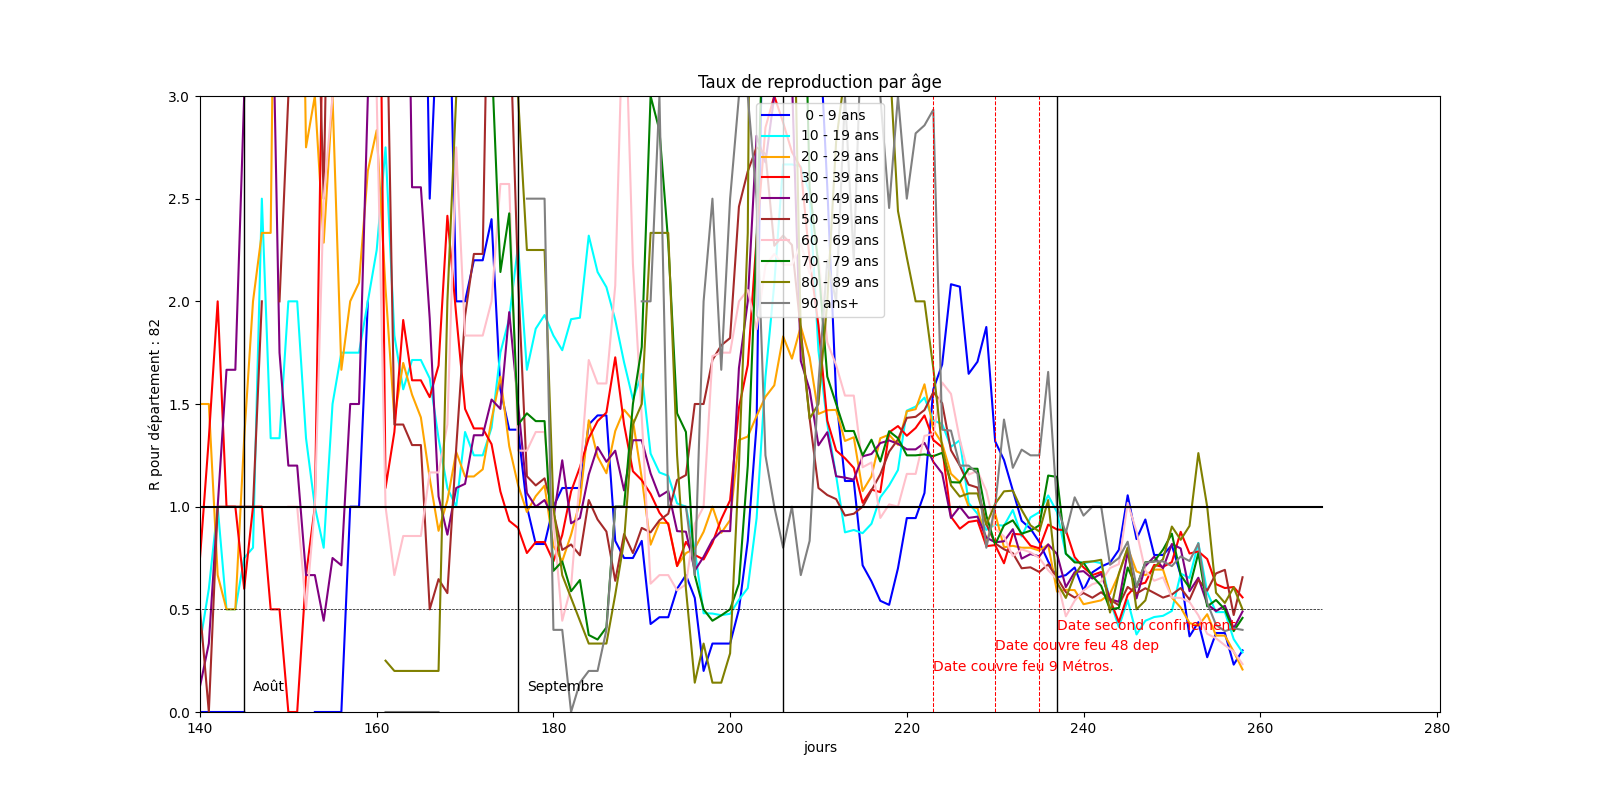 Taux de reproduction par âge
3.0
2.5
2.0
1.5
1.0
0.5
0.0
R pour département : 82
0 - 9 ans
10 - 19 ans
20 - 29 ans
30 - 39 ans
40 - 49 ans
50 - 59 ans
60 - 69 ans
70 - 79 ans
80 - 89 ans
90 ans+
Date second confinement
Date couvre feu 48 dep
Date couvre feu 9 Métros.
Août
Septembre
140
160
180
200
220
240
260
280
jours